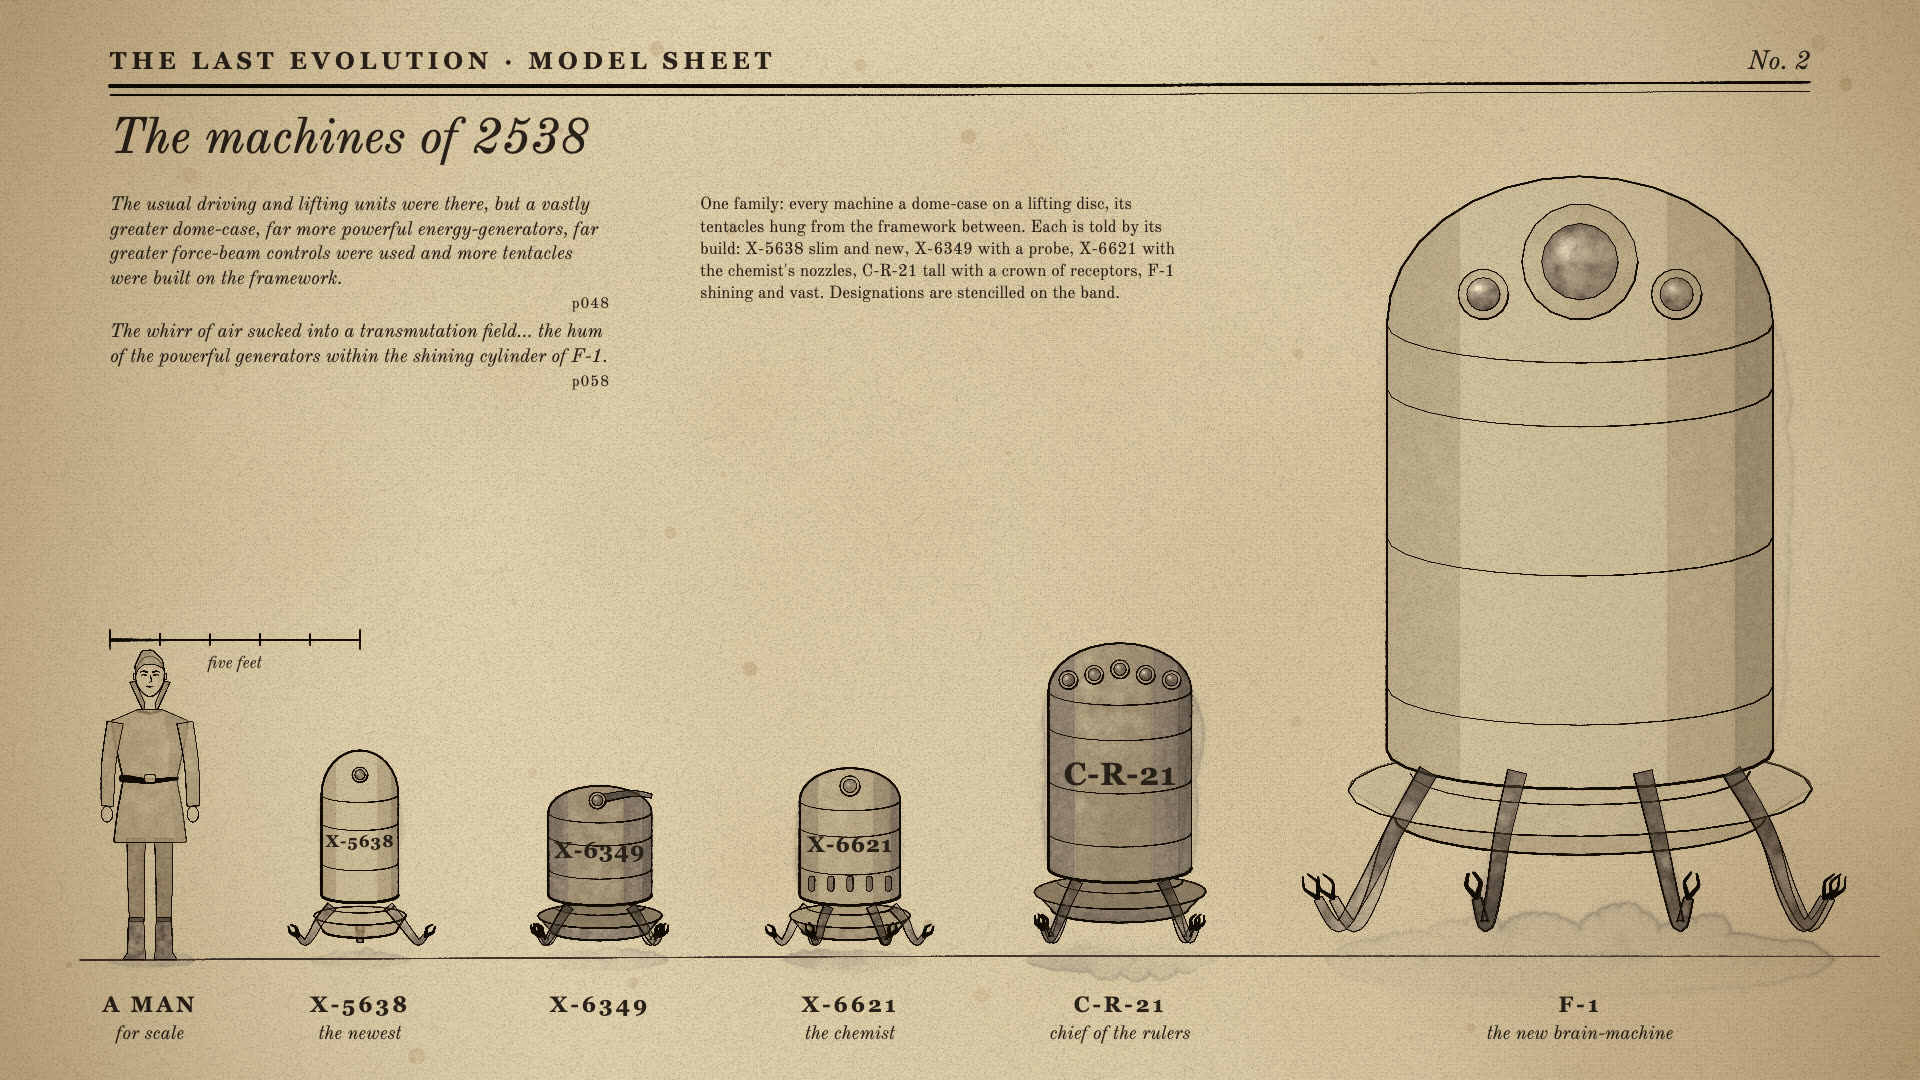 THE LAST EVOLUTION · MODEL SHEET
No. 2
The machines of 2538
The usual driving and lifting units were there, but a vastly
greater dome-case, far more powerful energy-generators, far
greater force-beam controls were used and more tentacles
were built on the framework.
p048
The whirr of air sucked into a transmutation field... the hum
of the powerful generators within the shining cylinder of F-1.
p058
One family: every machine a dome-case on a lifting disc, its
tentacles hung from the framework between. Each is told by its
build: X-5638 slim and new, X-6349 with a probe, X-6621 with
the chemist's nozzles, C-R-21 tall with a crown of receptors, F-1
shining and vast. Designations are stencilled on the band.
five feet
X-5638
X-6349
X-6621
C-R-21
A MAN
for scale
X-5638
the newest
X-6349
X-6621
the chemist
C-R-21
chief of the rulers
F-1
the new brain-machine